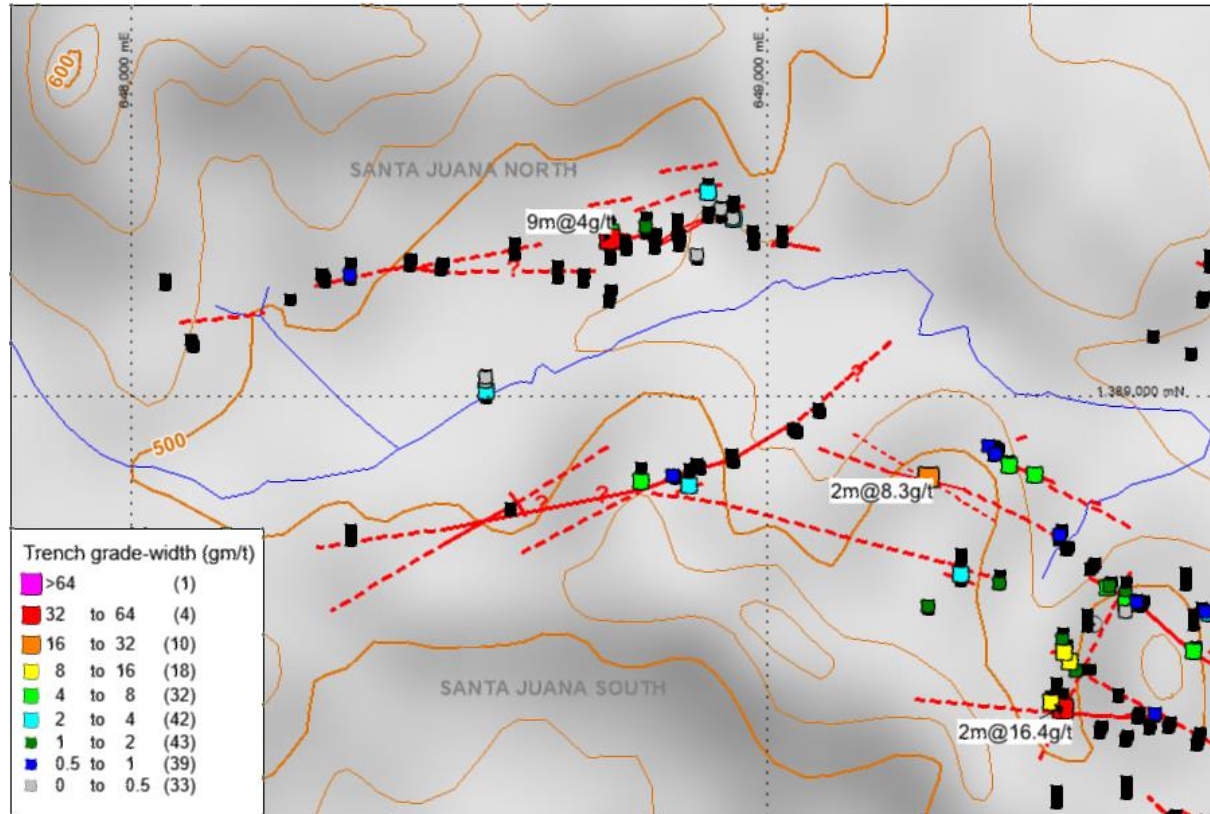 600
648,000 mE
649,000 mE
SANTA JUANA NORTH
9m@4g/t
?
?
1,389,000 mN
500
2m@8.3g/t
?
?
Trench grade-width (gm/t)
>64 (1)
32 to 64 (4)
16 to 32 (10)
8 to 16 (18)
4 to 8 (32)
2 to 4 (42)
1 to 2 (43)
0.5 to 1 (39)
0 to 0.5 (33)
SANTA JUANA SOUTH
2m@16.4g/t